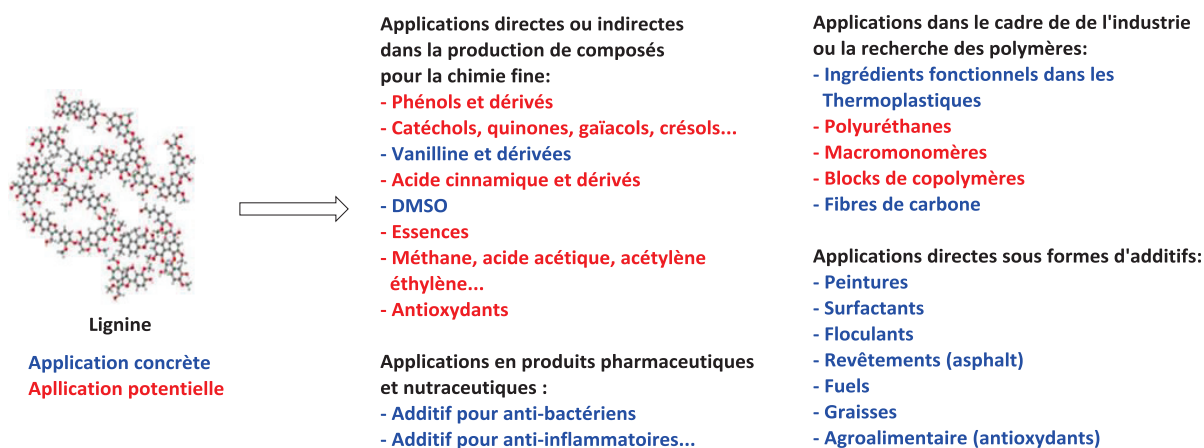 Lignine
Application concrète
Apllication potentielle
Applications directes ou indirectes
dans la production de composés
pour la chimie fine:
- Phénols et dérivés
- Catéchols, quinones, gaïacols, crésols...
- Vanilline et dérivées
- Acide cinnamique et dérivés
- DMSO
- Essences
- Méthane, acide acétique, acétylène
éthylène...
- Antioxydants
Applications en produits pharmaceutiques
et nutraceutiques :
- Additif pour anti-bactériens
- Additif pour anti-inflammatoires...
Applications dans le cadre de de l'industrie
ou la recherche des polymères:
- Ingrédients fonctionnels dans les
Thermoplastiques
- Polyuréthanes
- Macromonomères
- Blocks de copolymères
- Fibres de carbone
Applications directes sous formes d'additifs:
- Peintures
- Surfactants
- Floculants
- Revêtements (asphalt)
- Fuels
- Graisses
- Agroalimentaire (antioxydants)